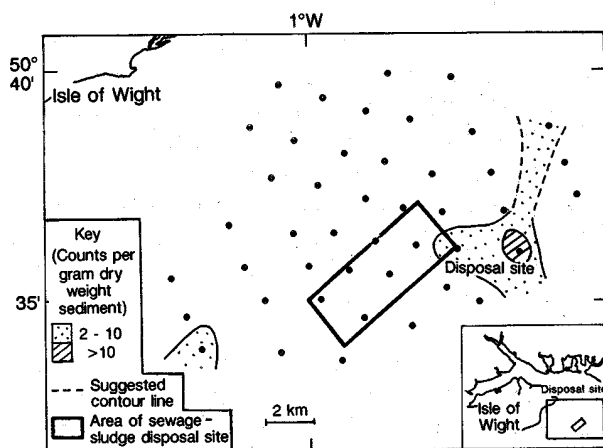 1°W
50°
40'
Isle of Wight
Key
(Counts per
gram dry
weight
sediment)
2 - 10
>10
Suggested
contour line
Area of sewage-
sludge disposal site
35'
Disposal site
2 km
Disposal site
Isle of
Wight